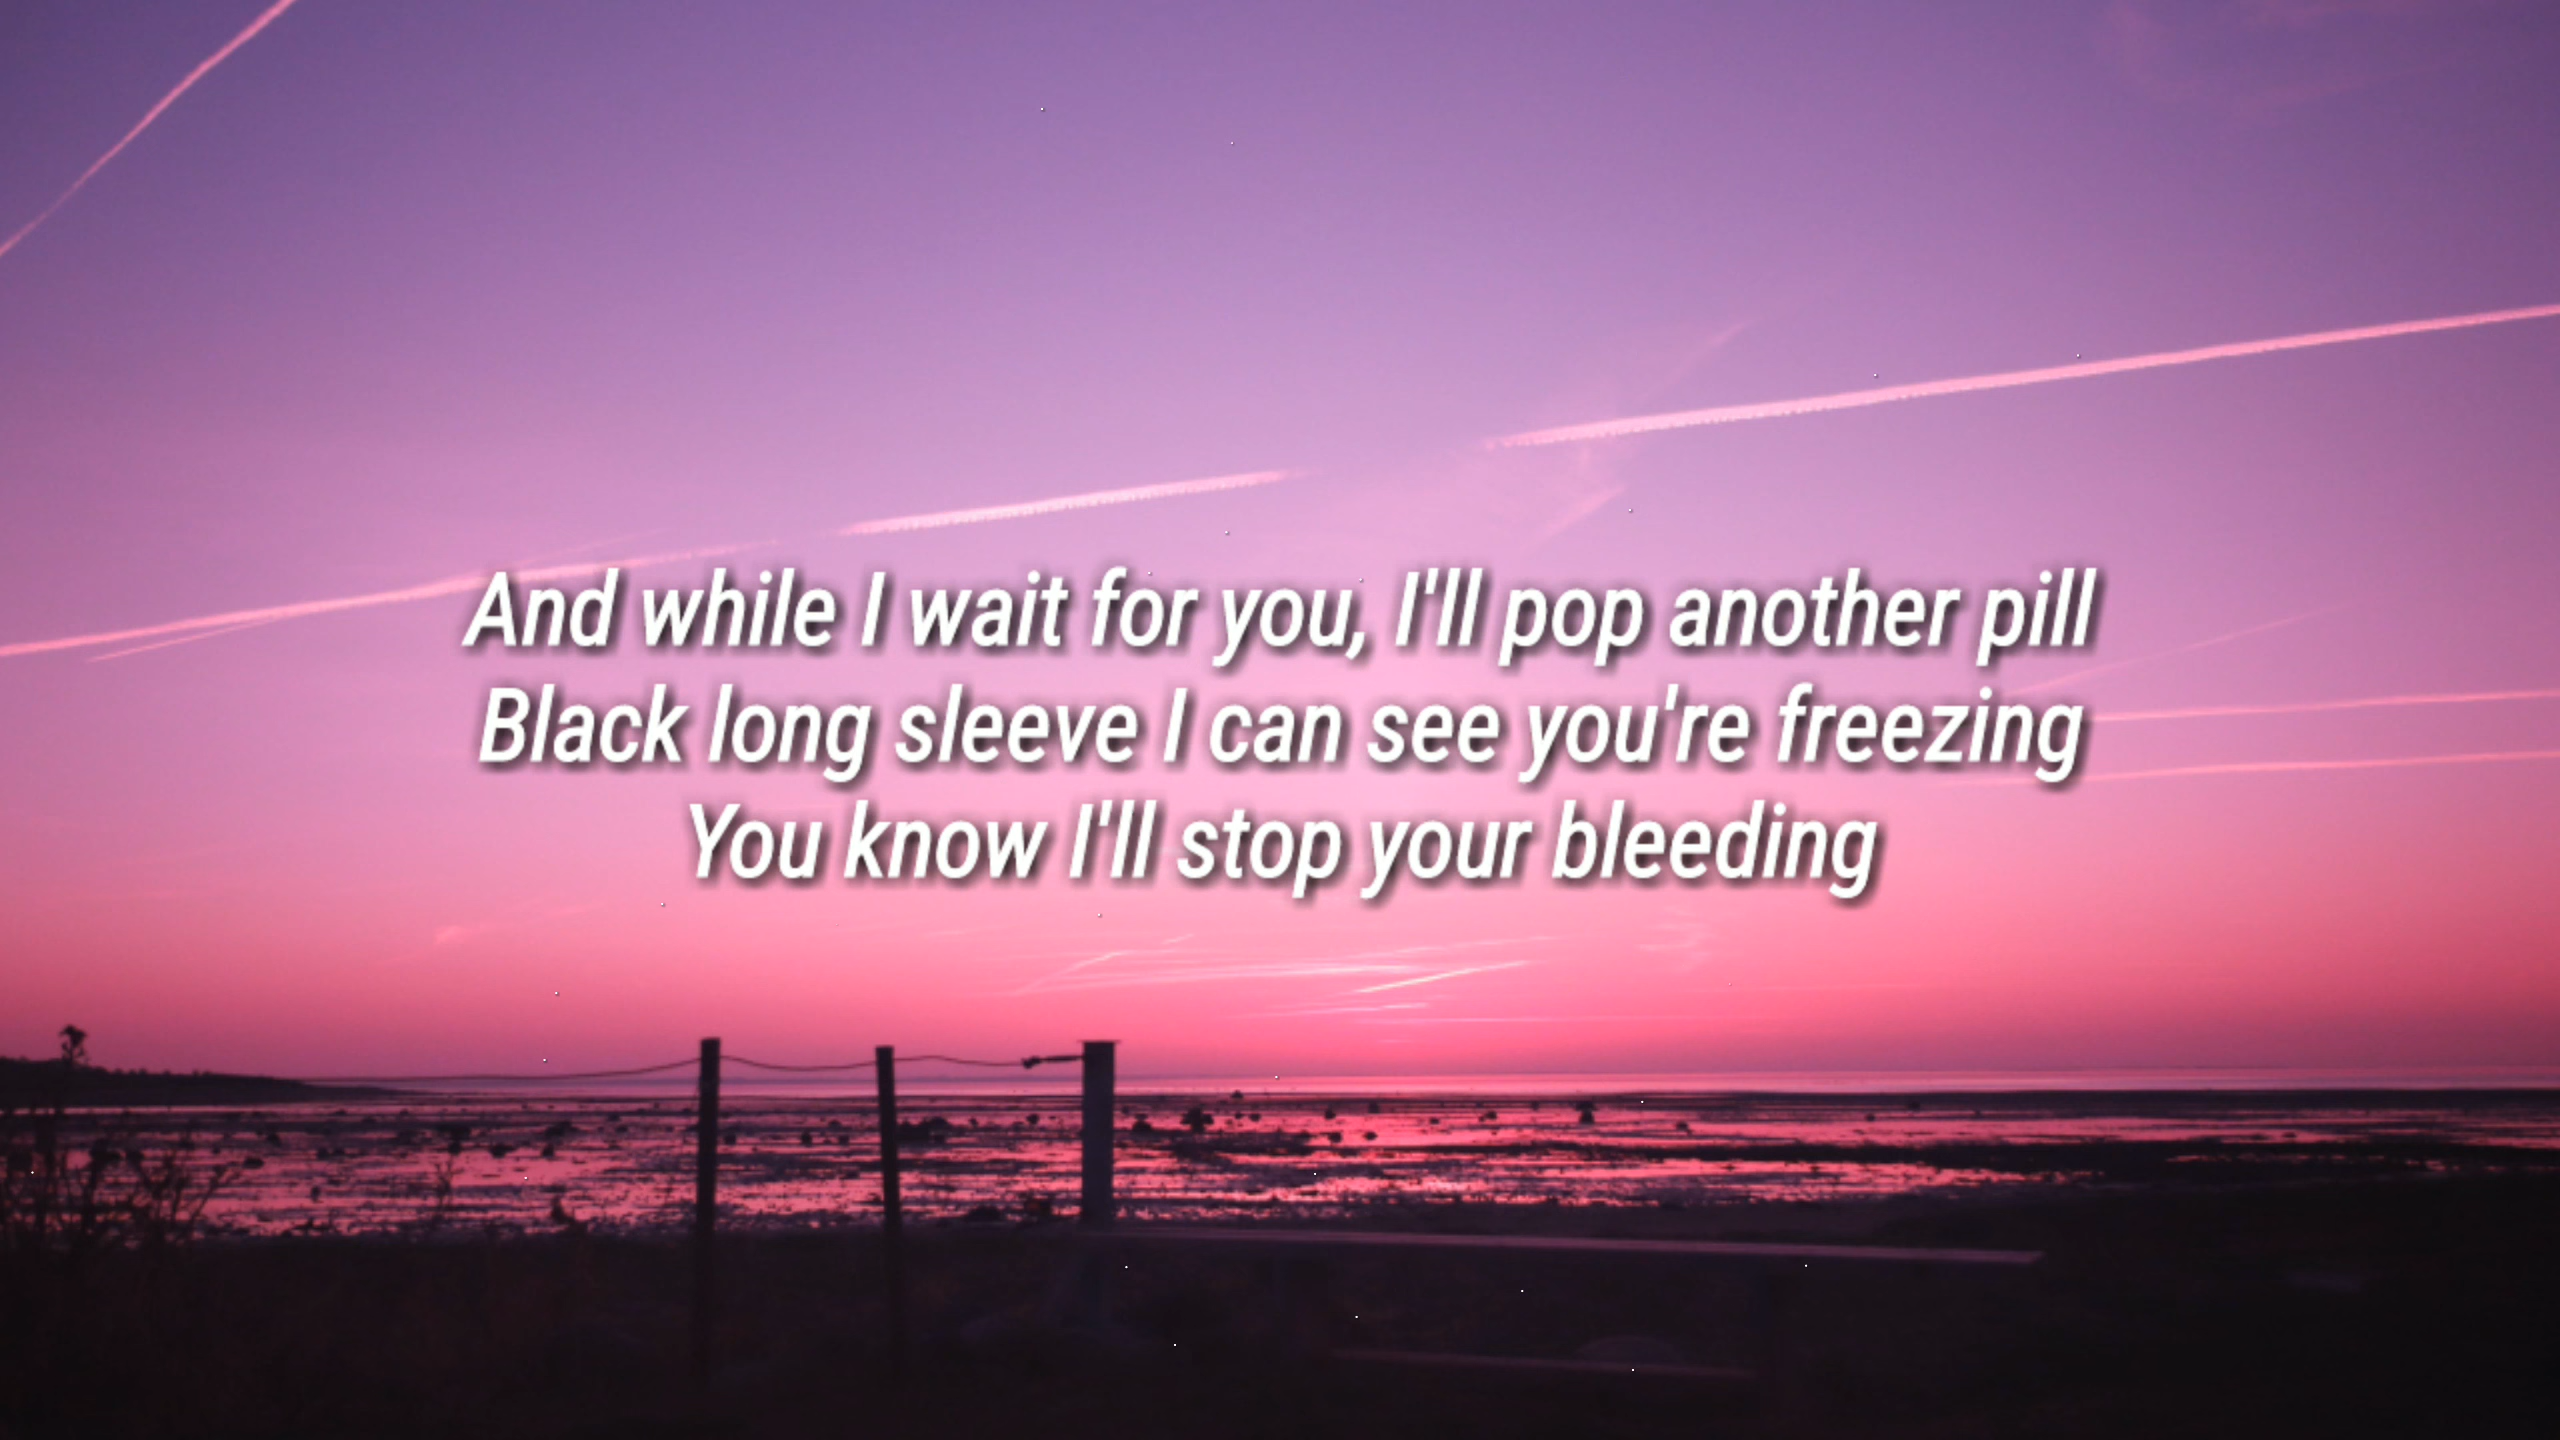 And while I wait for you, I'll pop another pill
Black long sleeve I can see you're freezing
You know I'll stop your bleeding